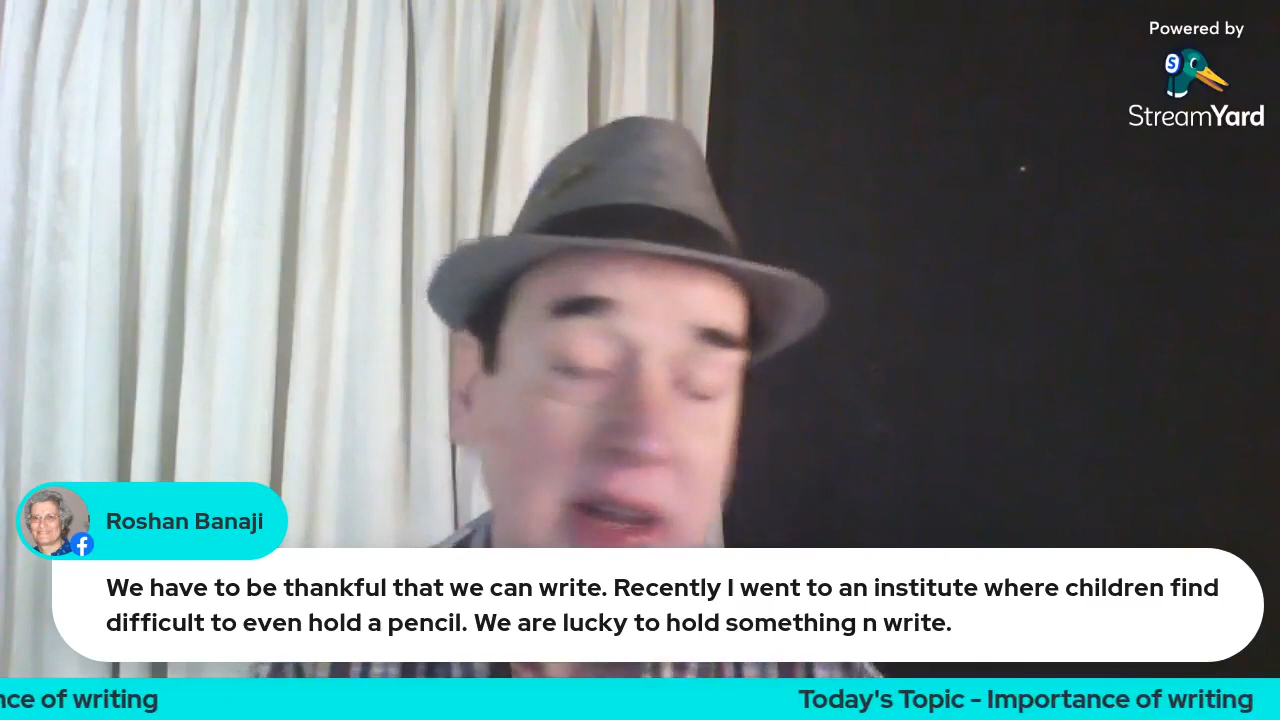 Powered by
StreamYard
Roshan Banaji
We have to be thankful that we can write. Recently I went to an institute where children find
difficult to even hold a pencil. We are lucky to hold something n write.
nce of writing
Today's Topic - Importance of writing